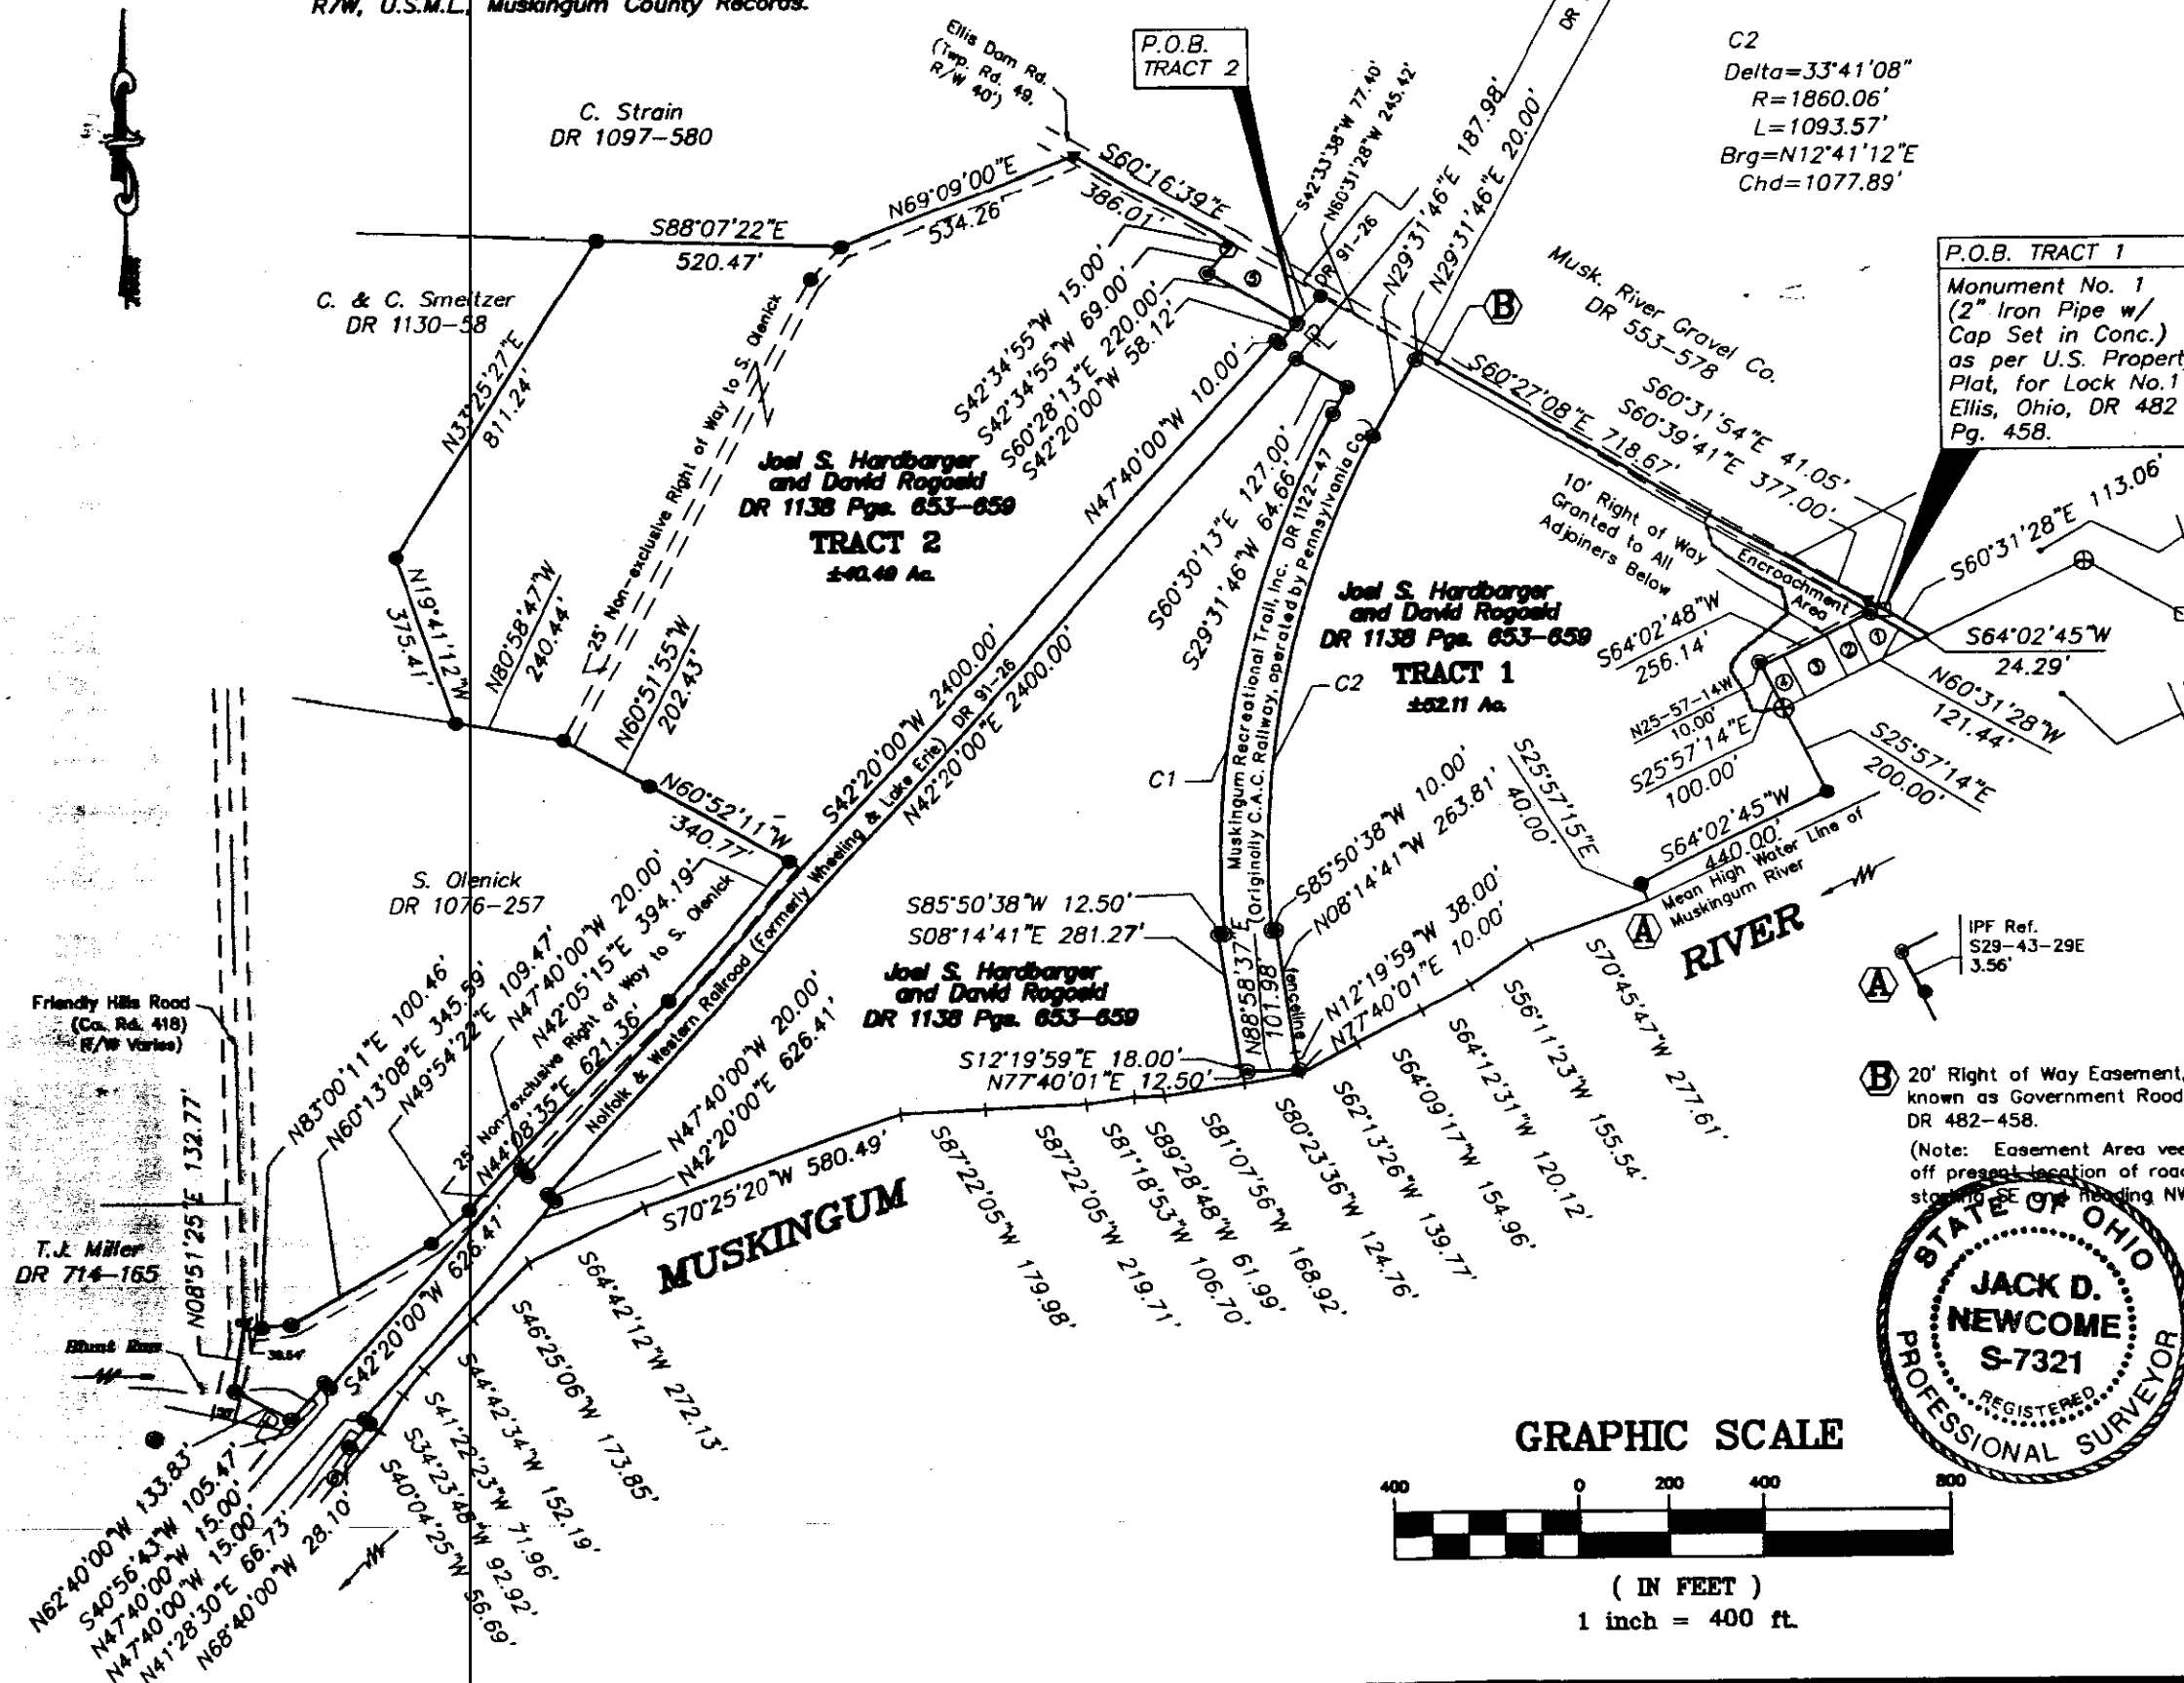 R/W, U.S.M.L., Muskingum County Records.
C. Strain
DR 1097-580
Ellis Dam Rd.
(Twp. Rd. 49,
R/W 40')
P.O.B.
TRACT 2
DR
C2
Delta=33°41'08"
R=1860.06'
L=1093.57'
Brg=N12°41'12"E
Chd=1077.89'
S88°07'22"E
520.47'
N69°09'00"E
534.26'
S60°16'39"E
386.01'
S42°33'38"W 77.40'
N60°31'28"W 245.42'
DR 91-26
N29°31'46"E 187.98'
N29°31'46"E 20.00'
B
Musk. River Gravel Co.
DR 553-578
P.O.B. TRACT 1
Monument No. 1
(2" Iron Pipe w/
Cap Set in Conc.)
as per U.S. Propert
Plat, for Lock No.1
Ellis, Ohio, DR 482
Pg. 458.
C. & C. Smeltzer
DR 1130-58
N33°25'27"E
811.24'
25' Non-exclusive Right of Way to S. Olenick
S42°34'55"W 15.00'
S42°34'55"W 69.00'
S60°28'13"E 220.00'
S42°20'00"W 58.12'
5
N47°40'00"W 10.00'
S60°27'08"E 718.67'
S60°31'54"E 41.05'
S60°39'41"E 377.00'
S60°31'28"E 113.06'
10' Right of Way
Granted to All
Adjoiners Below
Encroachment
Area
Joel S. Hardbarger
and David Rogoski
DR 1138 Pgs. 653-659
TRACT 2
±40.49 Ac.
S60°30'13"E 127.00'
S29°31'46"W 64.66'
Muskingum Recreational Trail, Inc. DR 1122-47
(Originally C.A.C. Railway, operated by Pennsylvania Co.)
Joel S. Hardbarger
and David Rogoski
DR 1138 Pgs. 653-659
TRACT 1
±52.11 Ac.
S64°02'48"W
256.14'
1
2
3
4
S64°02'45"W
24.29'
N60°31'28"W
121.44'
N25-57-14W
10.00'
S25°57'14"E
100.00'
S25°57'14"E
200.00'
N19°41'12"W
375.41'
N80°58'47"W
240.44'
N60°51'55"W
202.43'
N60°52'11"W
340.77'
S42°20'00"W 2400.00'
Norfolk & Western Railroad (Formerly Wheeling & Lake Erie) DR 91-26
N42°20'00"E 2400.00'
C1
C2
S25°57'15"E
40.00'
S64°02'45"W
440.00'
Mean High Water Line of
Muskingum River
A
RIVER
S. Olenick
DR 1076-257
S85°50'38"W 12.50'
S08°14'41"E 281.27'
S85°50'38"W 10.00'
N08°14'41"W 263.81'
Joel S. Hardbarger
and David Rogoski
DR 1138 Pgs. 653-659
N88°58'37"E
101.98'
fenceline
N12°19'59"W 38.00'
N77°40'01"E 10.00'
S12°19'59"E 18.00'
N77°40'01"E 12.50'
A
IPF Ref.
S29-43-29E
3.56'
B
20' Right of Way Easement,
known as Government Road
DR 482-458.
(Note: Easement Area vee
off present location of road
starting SE and heading NW
Friendly Hills Road
(Co. Rd. 418)
(R/W Varies)
N83°00'11"E 100.46'
N60°13'08"E 345.59'
N49°54'22"E 109.47'
N47°40'00"W 20.00'
N42°05'15"E 394.19'
25' Non-exclusive Right of Way to S. Olenick
N44°08'35"E 621.36'
N47°40'00"W 20.00'
N42°20'00"E 626.41'
N08°51'25"E 132.77'
T.J. Miller
DR 714-165
Blunt Run
38.54'
S42°20'00"W 626.41'
MUSKINGUM
S70°25'20"W 580.49'
S87°22'05"W 179.98'
S87°22'05"W 219.71'
S81°18'53"W 106.70'
S89°28'48"W 61.99'
S81°07'56"W 168.92'
S80°23'36"W 124.76'
S62°13'26"W 139.77'
S64°09'17"W 154.96'
S64°12'31"W 120.12'
S56°11'23"W 155.54'
S70°45'47"W 277.61'
S64°42'12"W 272.13'
S46°25'06"W 173.85'
S44°42'34"W 152.19'
S41°22'23"W 71.96'
S34°23'48"W 92.92'
S40°04'25"W 56.69'
N62°40'00"W 133.83'
S40°56'43"W 105.47'
N47°40'00"W 15.00'
N47°40'00"W 15.00'
N41°28'30"E 66.73'
N68°40'00"W 28.10'
STATE OF OHIO
JACK D.
NEWCOME
S-7321
REGISTERED
PROFESSIONAL SURVEYOR
GRAPHIC SCALE
400 0 200 400 800
( IN FEET )
1 inch = 400 ft.